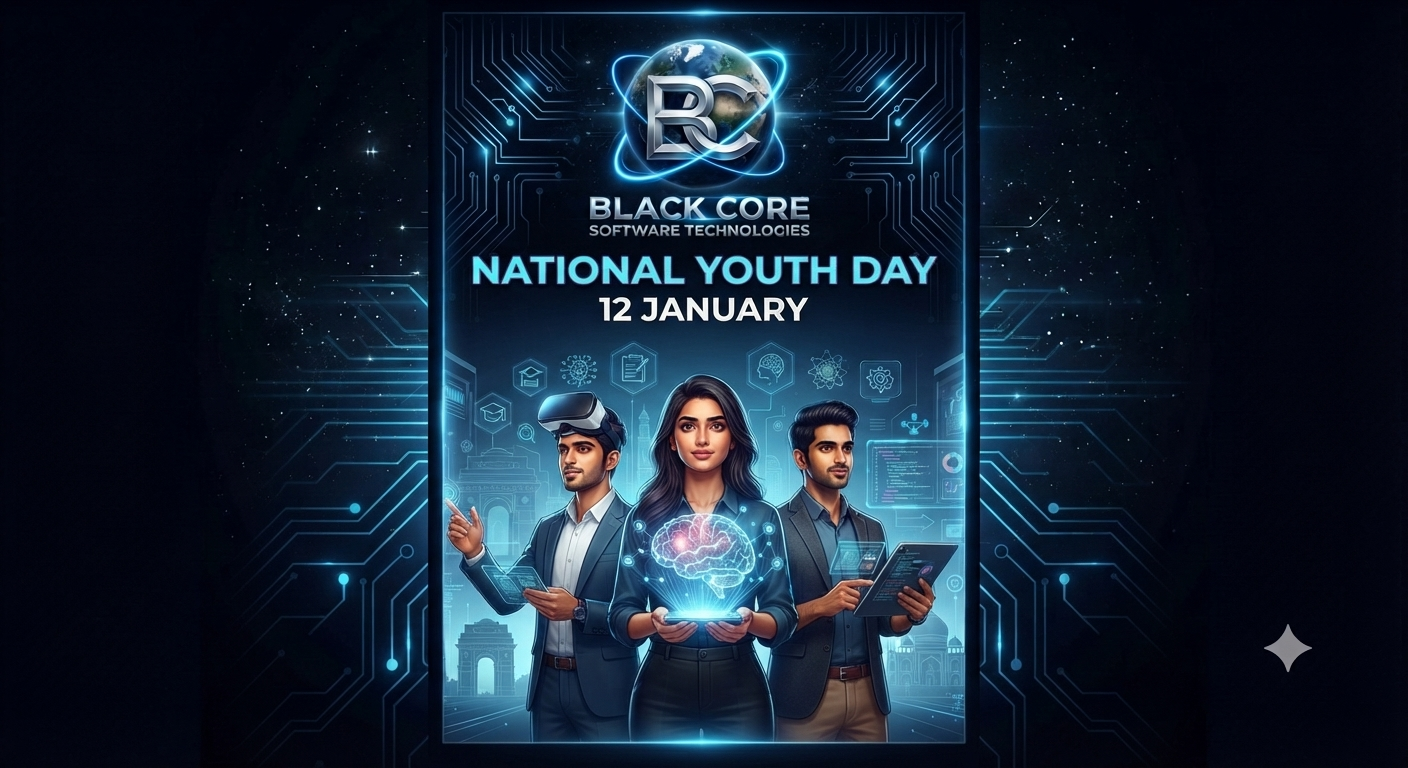 BC
BLACK CORE
SOFTWARE TECHNOLOGIES
NATIONAL YOUTH DAY
12 JANUARY